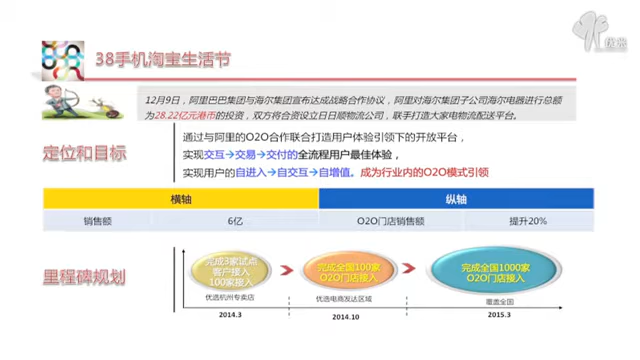 38手机淘宝生活节
12月9日，阿里巴巴集团与海尔集团宣布达成战略合作协议，阿里对海尔集团子公司海尔电器进行总额
为28.22亿元港币的投资，双方将合资设立日日顺物流公司，联手打造大家电物流配送平台。
定位和目标
通过与阿里的O2O合作联合打造用户体验引领下的开放平台，
实现交互→交易→交付的全流程用户最佳体验，
实现用户的自进入→自交互→自增值。成为行业内的O2O模式引领
横轴 纵轴
销售额 6亿 O2O门店销售额 提升20%
里程碑规划
完成3家试点
客户接入
100家接入
完成全国100家
O2O门店接入
完成全国1000家
O2O门店接入
优选杭州专卖店 优选电商发达区域 覆盖全国
2014.3 2014.10 2015.3